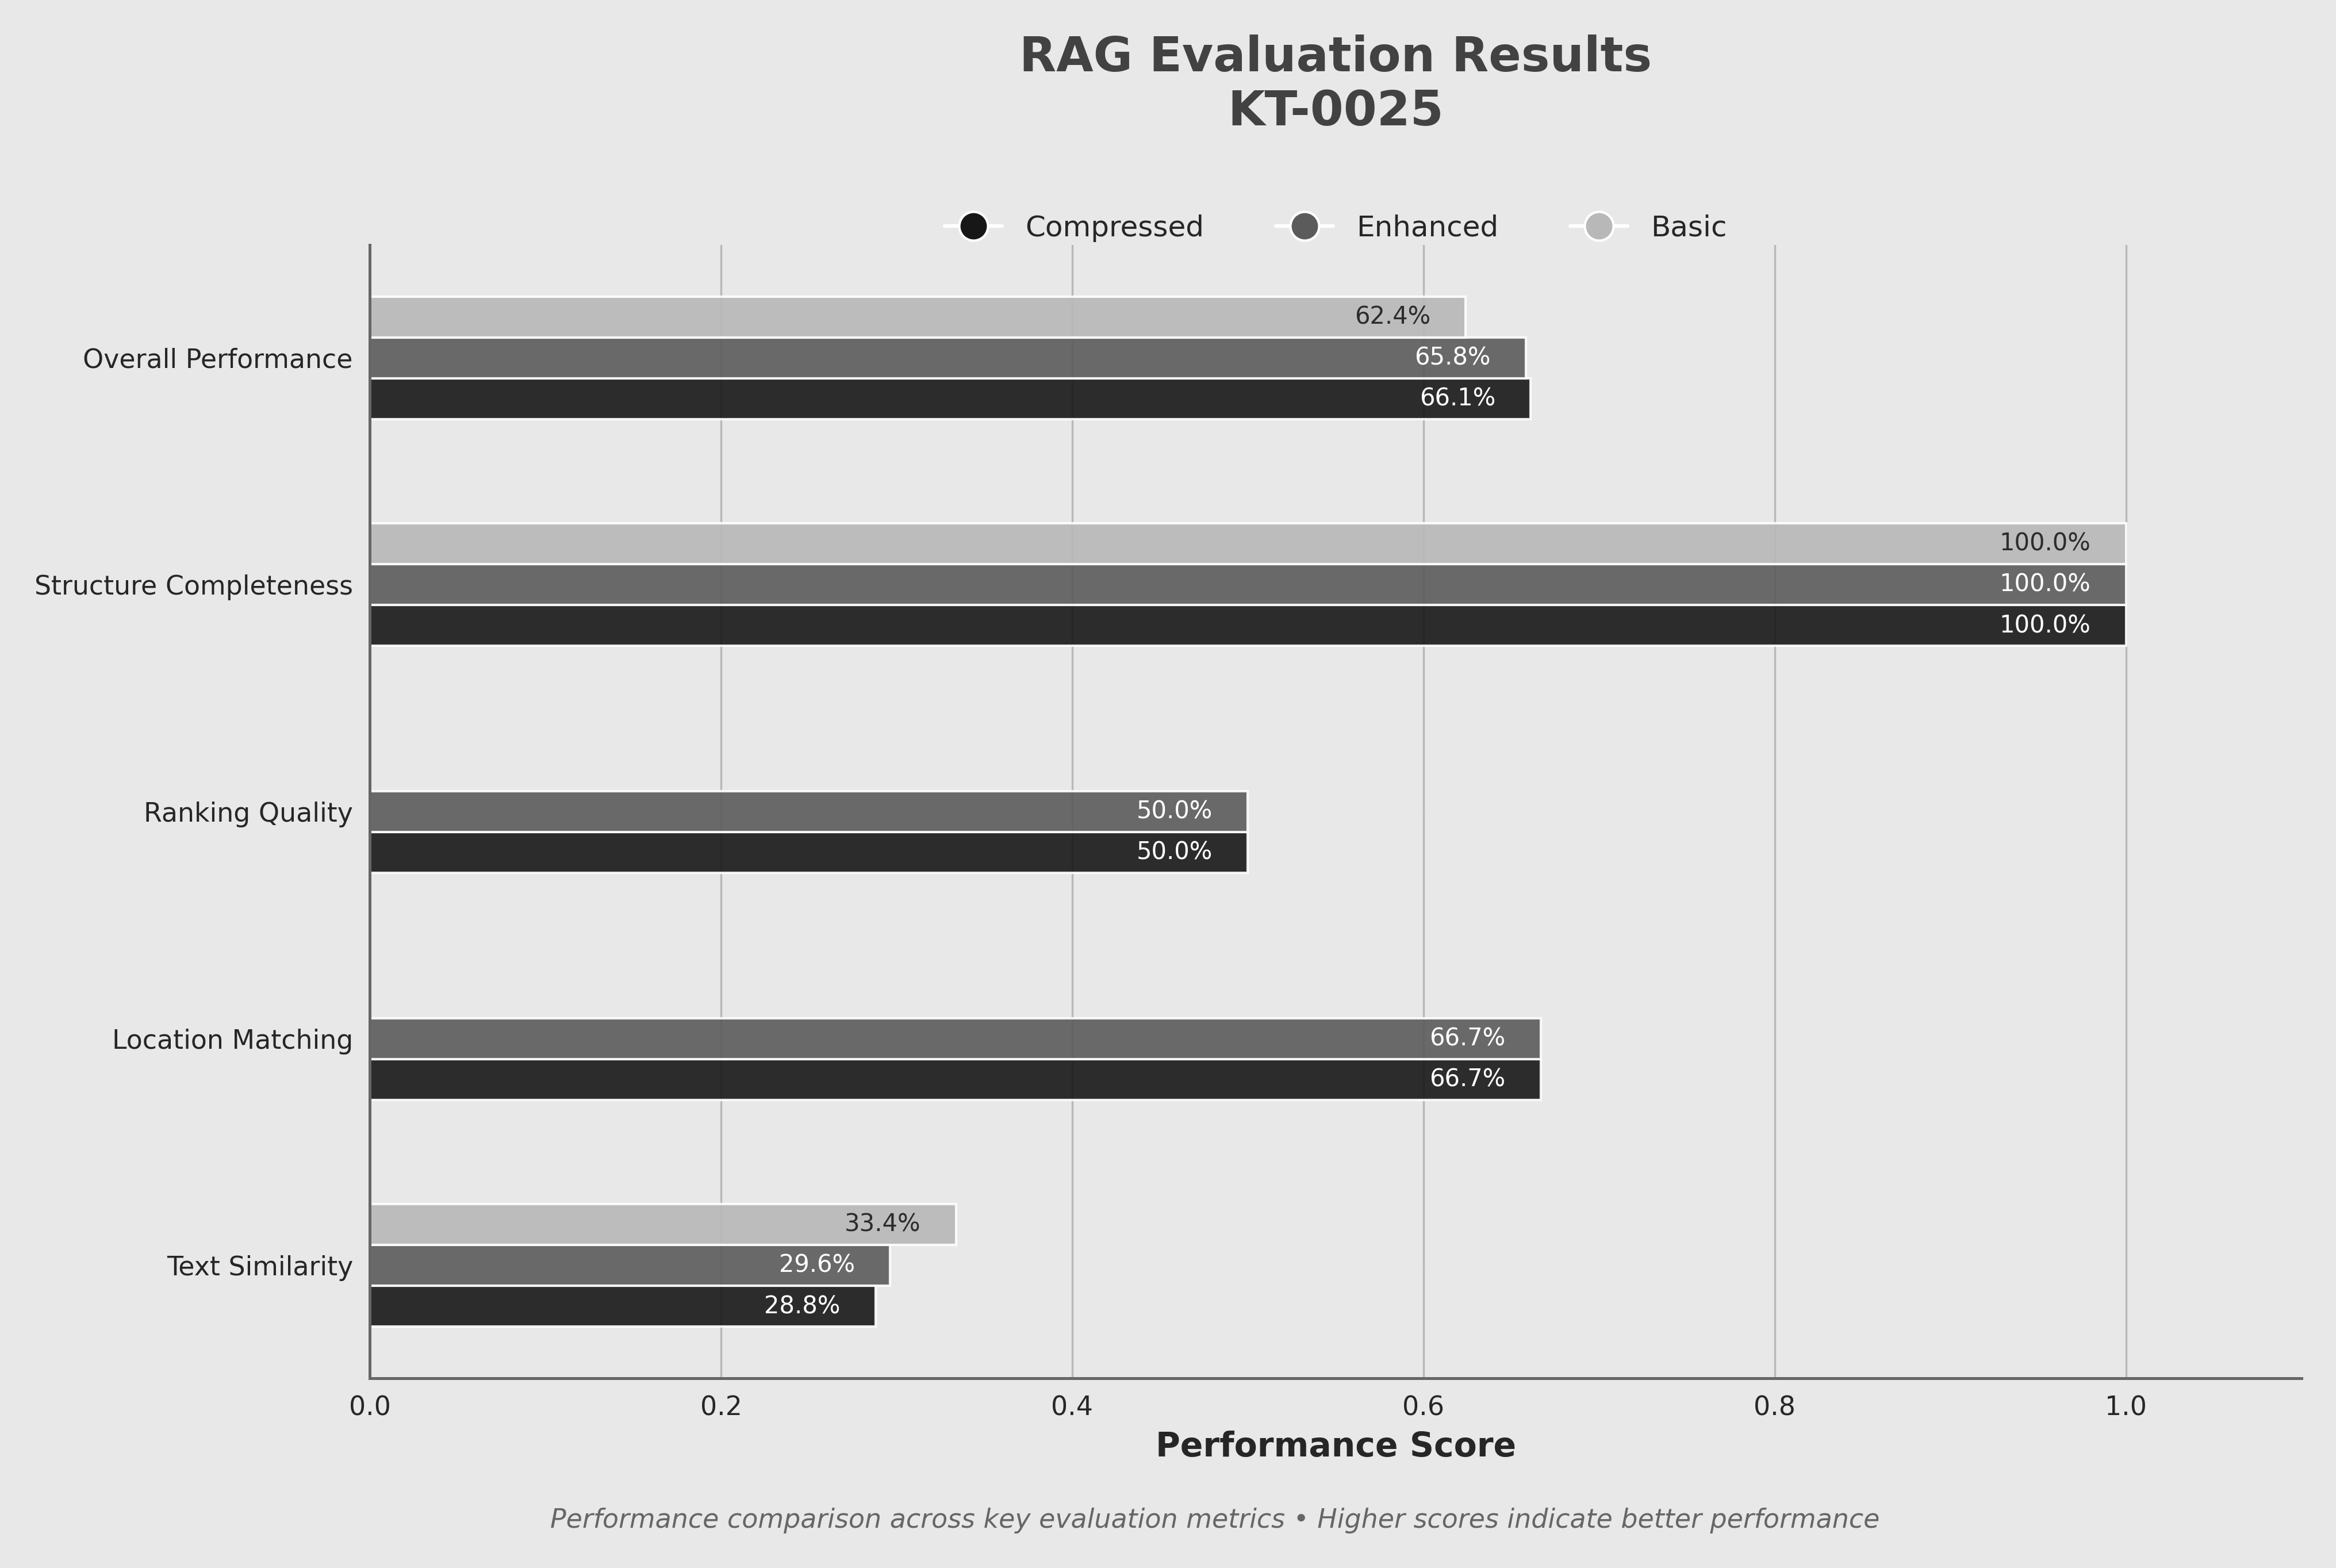 RAG Evaluation Results
KT-0025
Compressed
Enhanced
Basic
Overall Performance
62.4%
65.8%
66.1%
Structure Completeness
100.0%
100.0%
100.0%
Ranking Quality
50.0%
50.0%
Location Matching
66.7%
66.7%
Text Similarity
33.4%
29.6%
28.8%
0.0 0.2 0.4 0.6 0.8 1.0
Performance Score
Performance comparison across key evaluation metrics • Higher scores indicate better performance